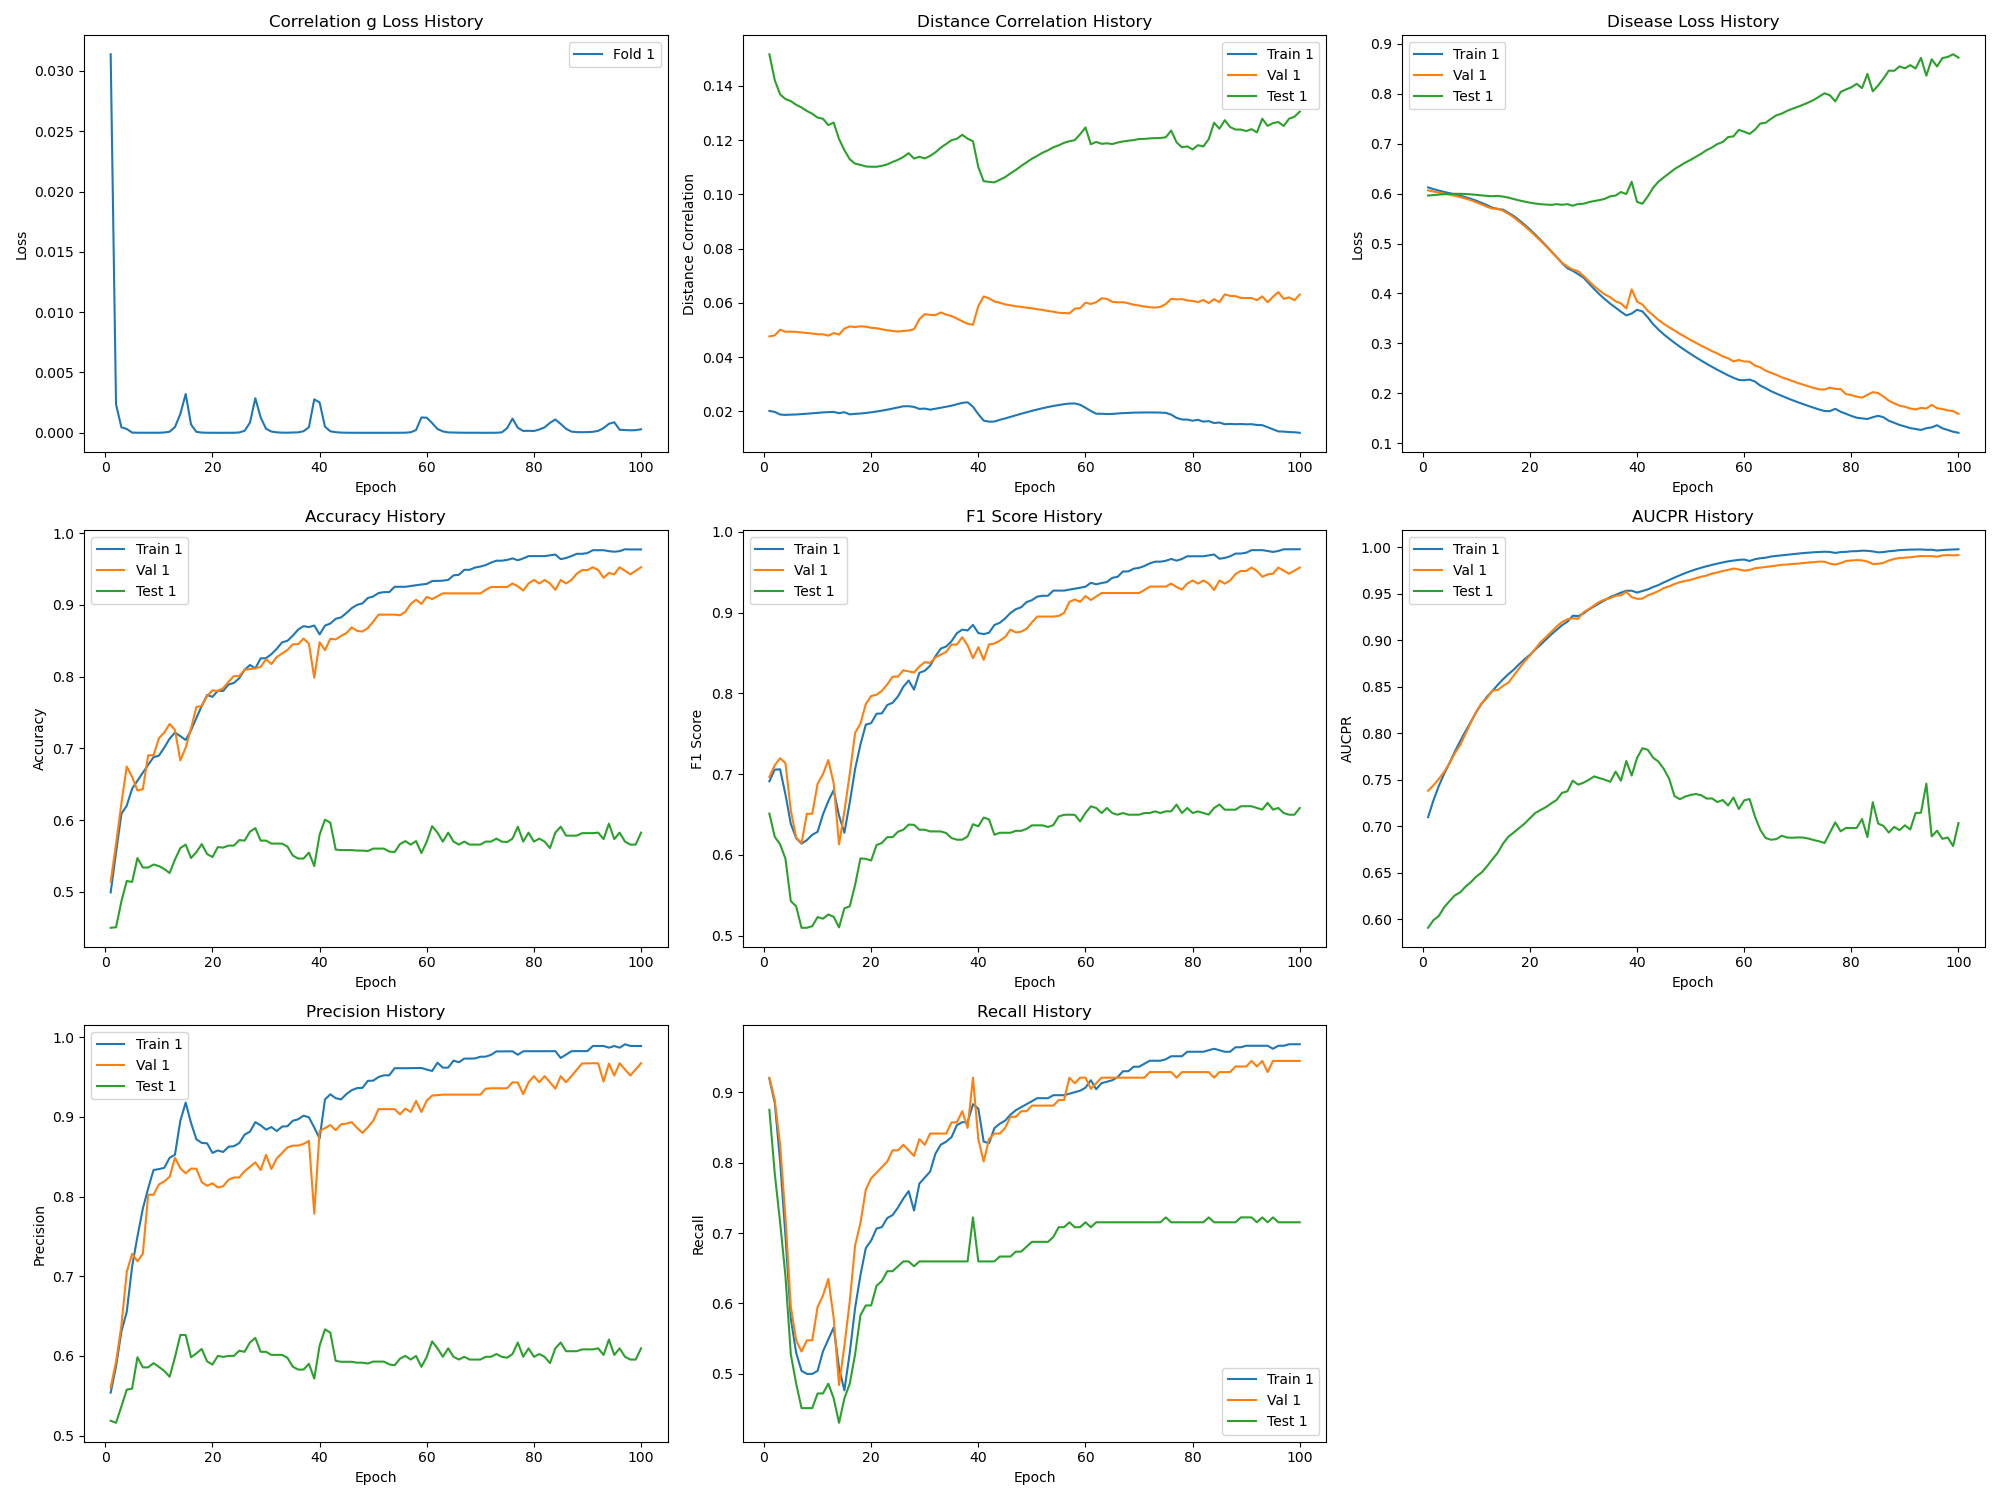 Correlation g Loss History
Loss
0.030
0.025
0.020
0.015
0.010
0.005
0.000
Fold 1
0 20 40 60 80 100
Epoch
Distance Correlation History
Distance Correlation
0.14
0.12
0.10
0.08
0.06
0.04
0.02
Train 1
Val 1
Test 1
0 20 40 60 80 100
Epoch
Disease Loss History
Loss
0.9
0.8
0.7
0.6
0.5
0.4
0.3
0.2
0.1
Train 1
Val 1
Test 1
0 20 40 60 80 100
Epoch
Accuracy History
Accuracy
1.0
0.9
0.8
0.7
0.6
0.5
Train 1
Val 1
Test 1
0 20 40 60 80 100
Epoch
F1 Score History
F1 Score
1.0
0.9
0.8
0.7
0.6
0.5
Train 1
Val 1
Test 1
0 20 40 60 80 100
Epoch
AUCPR History
AUCPR
1.00
0.95
0.90
0.85
0.80
0.75
0.70
0.65
0.60
Train 1
Val 1
Test 1
0 20 40 60 80 100
Epoch
Precision History
Precision
1.0
0.9
0.8
0.7
0.6
0.5
Train 1
Val 1
Test 1
0 20 40 60 80 100
Epoch
Recall History
Recall
0.9
0.8
0.7
0.6
0.5
Train 1
Val 1
Test 1
0 20 40 60 80 100
Epoch